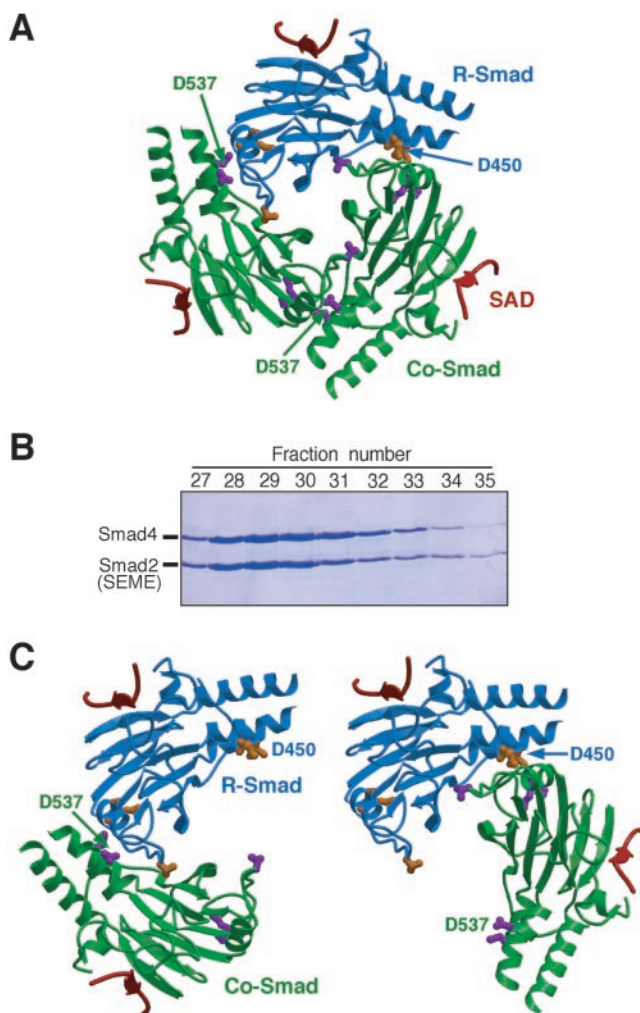 A
R-Smad
D537
D450
SAD
D537
Co-Smad
B
Fraction number
27 28 29 30 31 32 33 34 35
Smad4
Smad2
(SEME)
C
D450
D450
R-Smad
D537
D537
Co-Smad